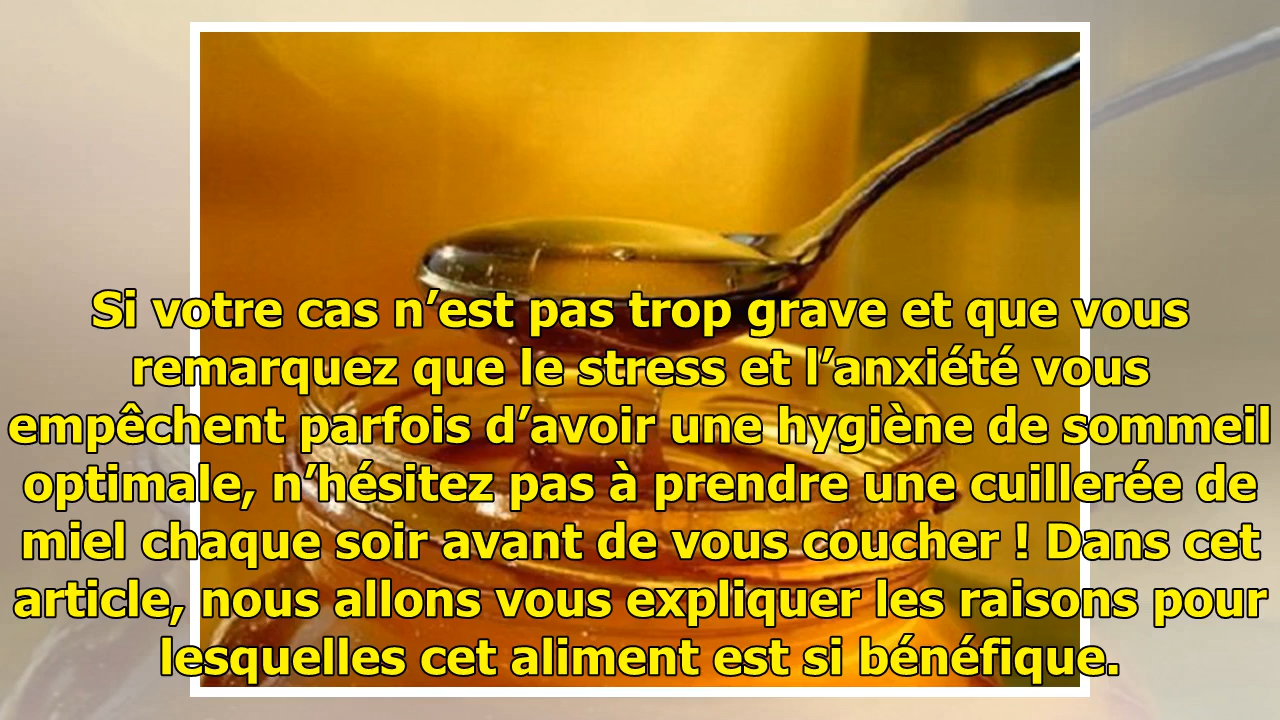 Si votre cas n’est pas trop grave et que vous
remarquez que le stress et l’anxiété vous
empêchent parfois d’avoir une hygiène de sommeil
optimale, n’hésitez pas à prendre une cuillerée de
miel chaque soir avant de vous coucher ! Dans cet
article, nous allons vous expliquer les raisons pour
lesquelles cet aliment est si bénéfique.